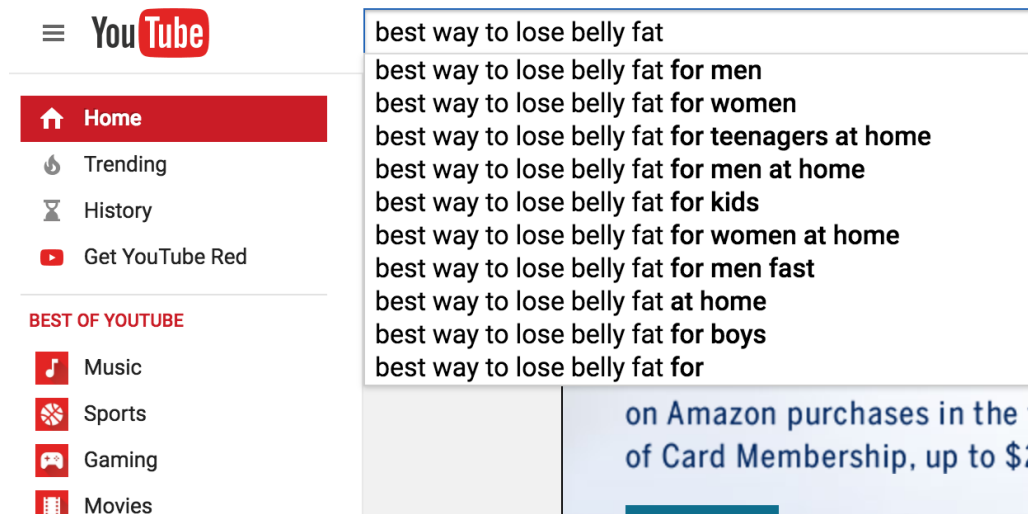 YouTube
best way to lose belly fat
best way to lose belly fat for men
best way to lose belly fat for women
best way to lose belly fat for teenagers at home
best way to lose belly fat for men at home
best way to lose belly fat for kids
best way to lose belly fat for women at home
best way to lose belly fat for men fast
best way to lose belly fat at home
best way to lose belly fat for boys
best way to lose belly fat for
Home
Trending
History
Get YouTube Red
BEST OF YOUTUBE
Music
Sports
Gaming
Movies
on Amazon purchases in the
of Card Membership, up to $2